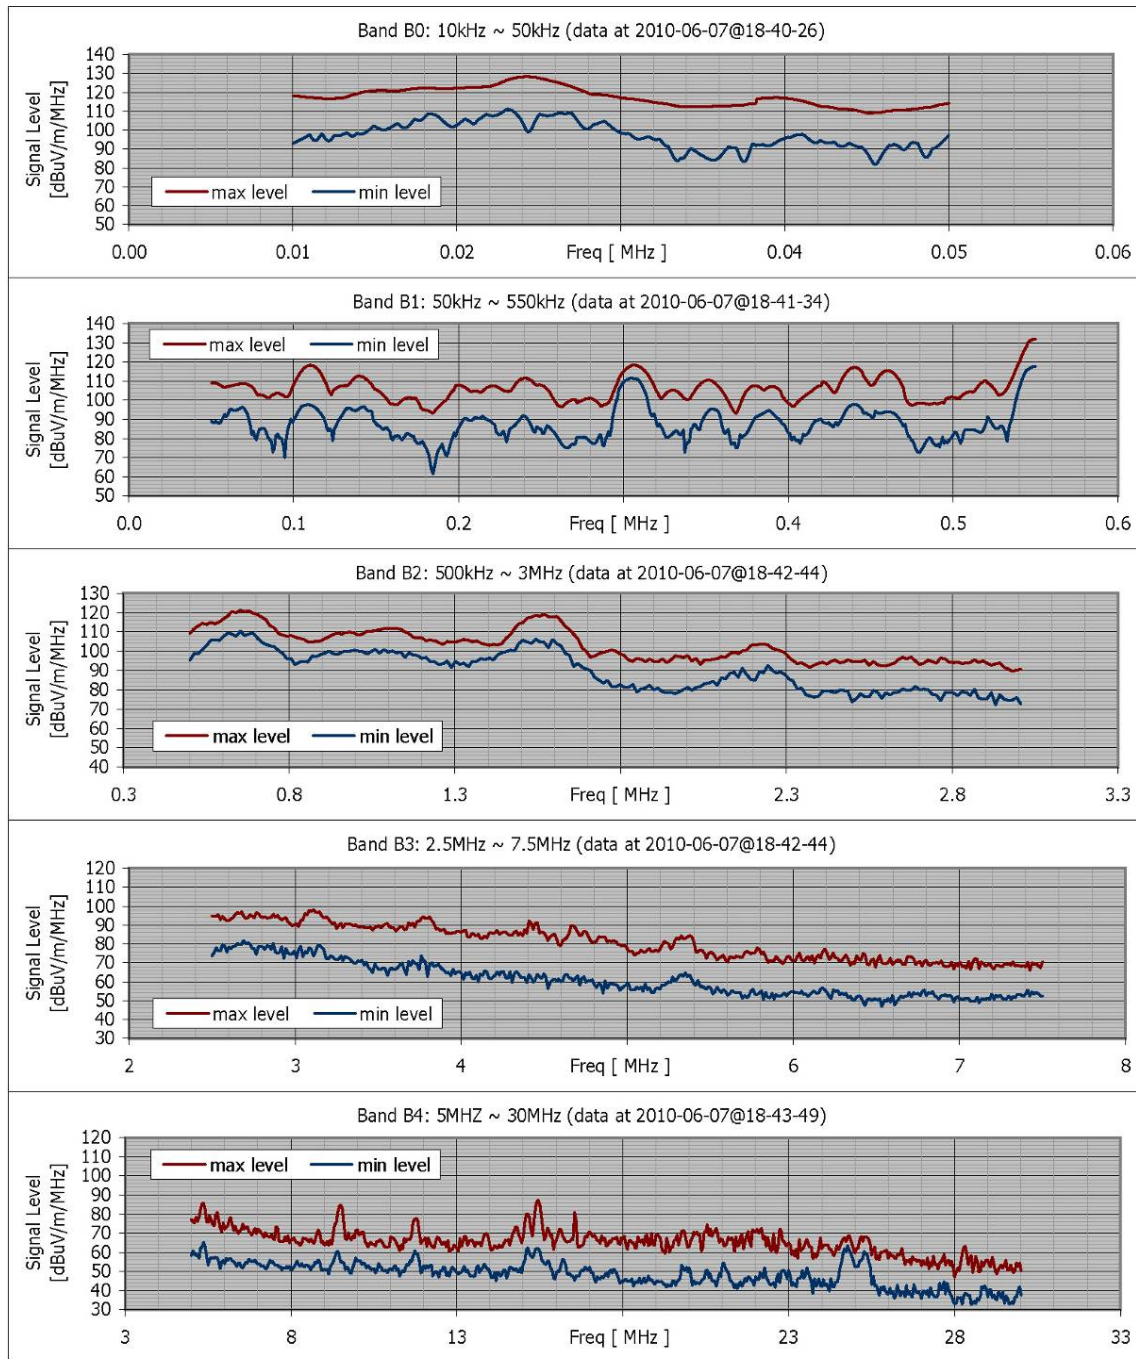 Band B0: 10kHz ~ 50kHz (data at 2010-06-07@18-40-26)
Signal Level
[dBuV/m/MHz]
140
130
120
110
100
90
80
70
60
50
max level min level
0.00 0.01 0.02 Freq [ MHz ] 0.04 0.05 0.06
Band B1: 50kHz ~ 550kHz (data at 2010-06-07@18-41-34)
Signal Level
[dBuV/m/MHz]
140
130
120
110
100
90
80
70
60
50
max level min level
0.0 0.1 0.2 Freq [ MHz ] 0.4 0.5 0.6
Band B2: 500kHz ~ 3MHz (data at 2010-06-07@18-42-44)
Signal Level
[dBuV/m/MHz]
130
120
110
100
90
80
70
60
50
40
max level min level
0.3 0.8 1.3 Freq [ MHz ] 2.3 2.8 3.3
Band B3: 2.5MHz ~ 7.5MHz (data at 2010-06-07@18-42-44)
Signal Level
[dBuV/m/MHz]
120
110
100
90
80
70
60
50
40
30
max level min level
2 3 4 Freq [ MHz ] 6 7 8
Band B4: 5MHZ ~ 30MHz (data at 2010-06-07@18-43-49)
Signal Level
[dBuV/m/MHz]
120
110
100
90
80
70
60
50
40
30
max level min level
3 8 13 Freq [ MHz ] 23 28 33